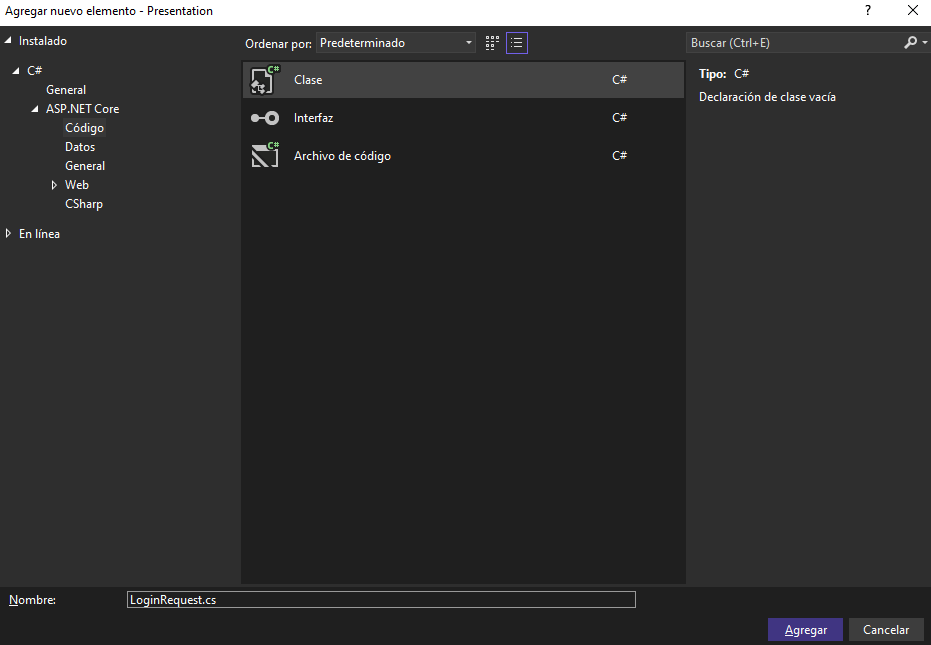 Agregar nuevo elemento - Presentation
?
Instalado
C#
General
ASP.NET Core
Código
Datos
General
Web
CSharp
En línea
Ordenar por: Predeterminado
C#
Clase C#
Interfaz C#
C#
Archivo de código C#
Buscar (Ctrl+E)
Tipo: C#
Declaración de clase vacía
Nombre: LoginRequest.cs
Agregar Cancelar